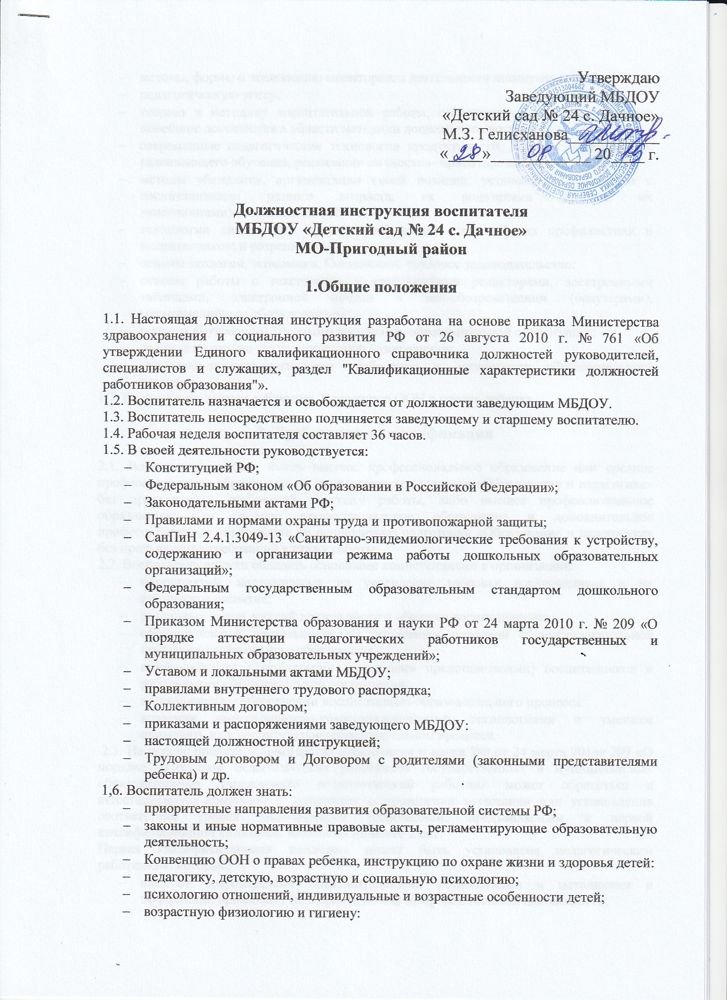 Утверждаю
Заведующий МБДОУ
«Детский сад № 24 с. Дачное»
М.З. Гелисханова
« 28 » 08 20 г.
Должностная инструкция воспитателя
МБДОУ «Детский сад № 24 с. Дачное»
МО-Пригодный район
1.Общие положения
1.1. Настоящая должностная инструкция разработана на основе приказа Министерства
здравоохранения и социального развития РФ от 26 августа 2010 г. № 761 «Об
утверждении Единого квалификационного справочника должностей руководителей,
специалистов и служащих, раздел "Квалификационные характеристики должностей
работников образования"».
1.2. Воспитатель назначается и освобождается от должности заведующим МБДОУ.
1.3. Воспитатель непосредственно подчиняется заведующему и старшему воспитателю.
1.4. Рабочая неделя воспитателя составляет 36 часов.
1.5. В своей деятельности руководствуется:
– Конституцией РФ;
– Федеральным законом «Об образовании в Российской Федерации»;
– Законодательными актами РФ;
– Правилами и нормами охраны труда и противопожарной защиты;
– СанПиН 2.4.1.3049-13 «Санитарно-эпидемиологические требования к устройству,
содержанию и организации режима работы дошкольных образовательных
организаций»;
– Федеральным государственным образовательным стандартом дошкольного
образования;
– Приказом Министерства образования и науки РФ от 24 марта 2010 г. № 209 «О
порядке аттестации педагогических работников государственных и
муниципальных образовательных учреждений»;
– Уставом и локальными актами МБДОУ;
– правилами внутреннего трудового распорядка;
– Коллективным договором;
– приказами и распоряжениями заведующего МБДОУ:
– настоящей должностной инструкцией;
– Трудовым договором и Договором с родителями (законными представителями
ребенка) и др.
1,6. Воспитатель должен знать:
– приоритетные направления развития образовательной системы РФ;
– законы и иные нормативные правовые акты, регламентирующие образовательную
деятельность;
– Конвенцию ООН о правах ребенка, инструкцию по охране жизни и здоровья детей:
– педагогику, детскую, возрастную и социальную психологию;
– психологию отношений, индивидуальные и возрастные особенности детей;
– возрастную физиологию и гигиену: